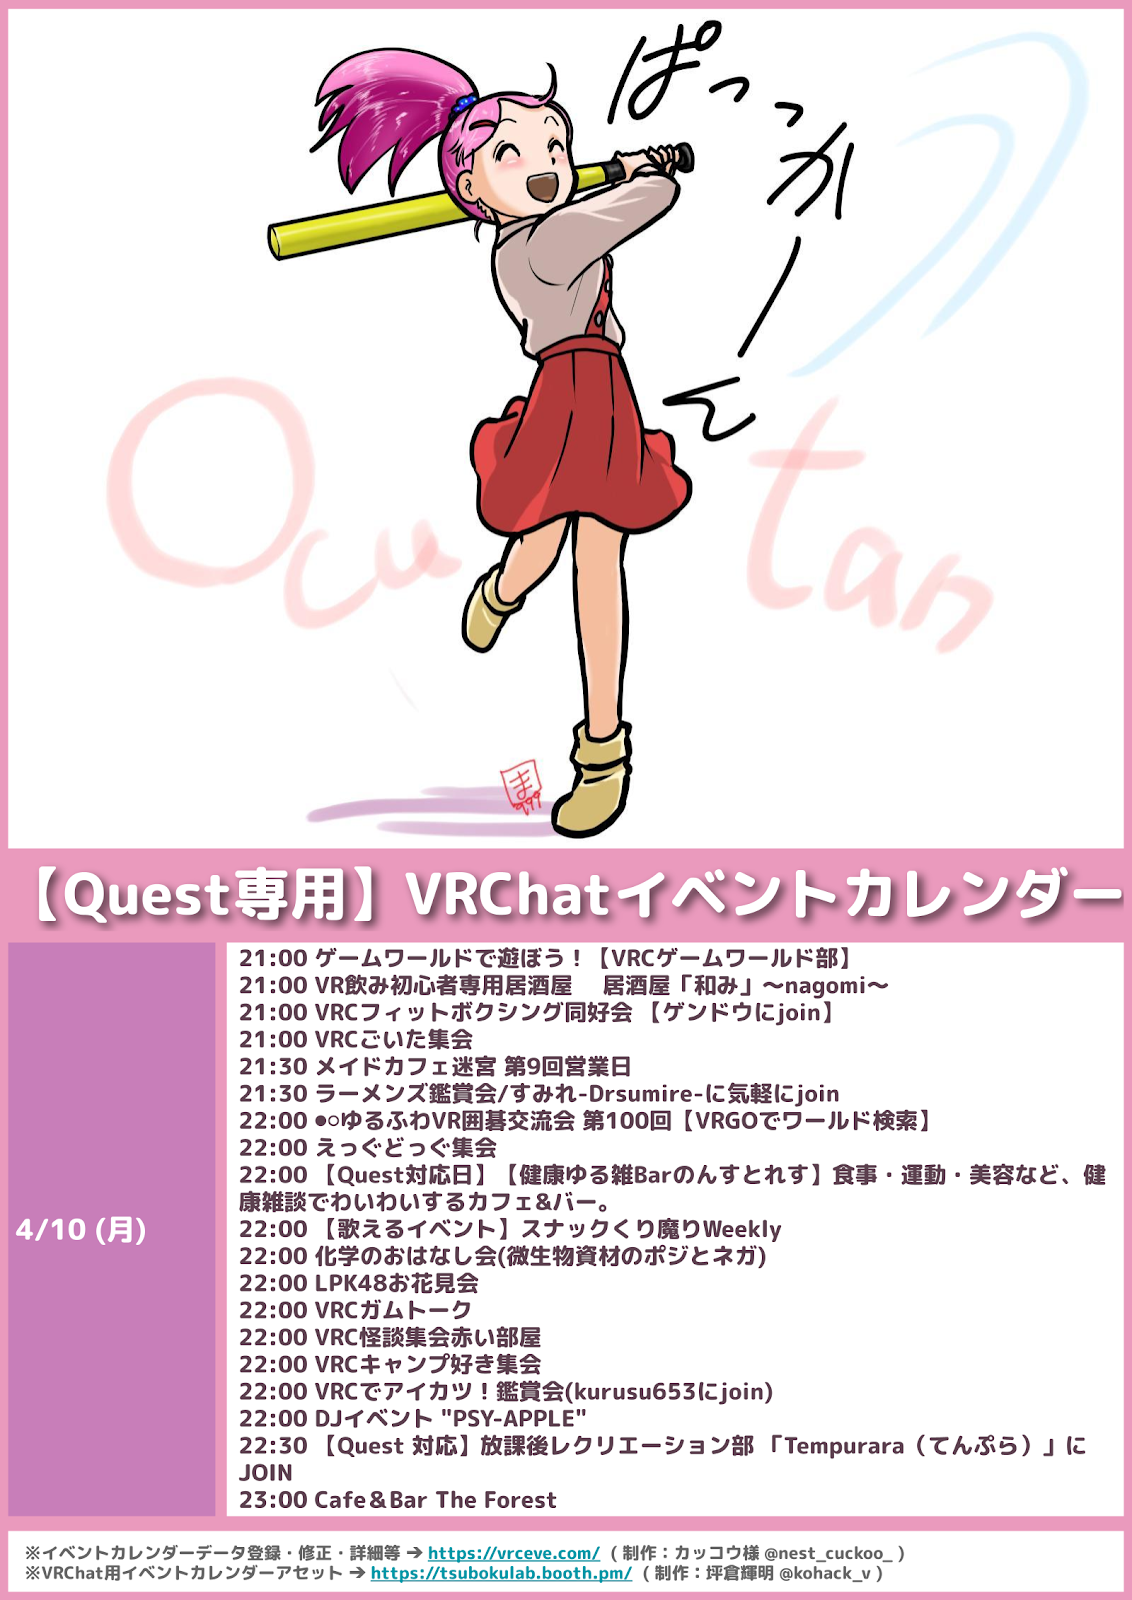 ぱっっかーん
Ocutan
ま
999
【Quest専用】VRChatイベントカレンダー
4/10 (月)
21:00 ゲームワールドで遊ぼう！【VRCゲームワールド部】
21:00 VR飲み初心者専用居酒屋　 居酒屋「和み」～nagomi～
21:00 VRCフィットボクシング同好会 【ゲンドウにjoin】
21:00 VRCごいた集会
21:30 メイドカフェ迷宮 第9回営業日
21:30 ラーメンズ鑑賞会/すみれ-Drsumire-に気軽にjoin
22:00 ●○ゆるふわVR囲碁交流会 第100回【VRGOでワールド検索】
22:00 えっぐどっぐ集会
22:00 【Quest対応日】【健康ゆる雑Barのんすとれす】食事・運動・美容など、健
康雑談でわいわいするカフェ&バー。
22:00 【歌えるイベント】スナックくり魔りWeekly
22:00 化学のおはなし会(微生物資材のポジとネガ)
22:00 LPK48お花見会
22:00 VRCガムトーク
22:00 VRC怪談集会赤い部屋
22:00 VRCキャンプ好き集会
22:00 VRCでアイカツ！鑑賞会(kurusu653にjoin)
22:00 DJイベント "PSY-APPLE"
22:30 【Quest 対応】放課後レクリエーション部 「Tempurara（てんぷら）」に
JOIN
23:00 Cafe＆Bar The Forest
※イベントカレンダーデータ登録・修正・詳細等 ➔ https://vrceve.com/ ( 制作：カッコウ様 @nest_cuckoo_ )
※VRChat用イベントカレンダーアセット ➔ https://tsubokulab.booth.pm/ ( 制作：坪倉輝明 @kohack_v )